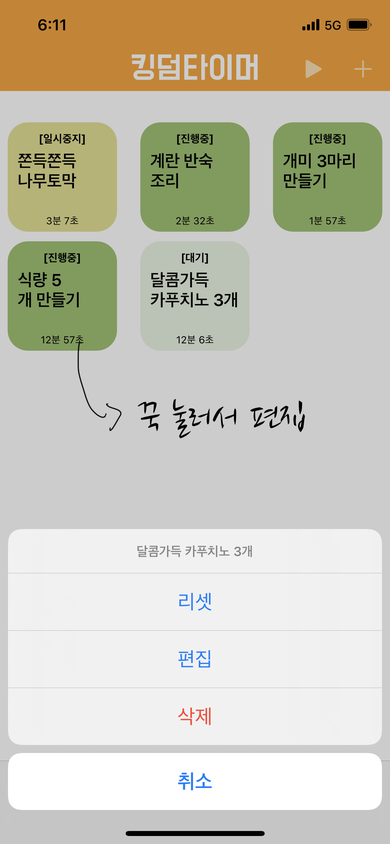 6:11
5G
킹덤타이머
[일시중지]
쫀득쫀득
나무토막
3분 7초
[진행중]
계란 반숙
조리
2분 32초
[진행중]
개미 3마리
만들기
1분 57초
[진행중]
식량 5
개 만들기
12분 57초
[대기]
달콤가득
카푸치노 3개
12분 6초
꾹 눌러서 편집
달콤가득 카푸치노 3개
리셋
편집
삭제
취소